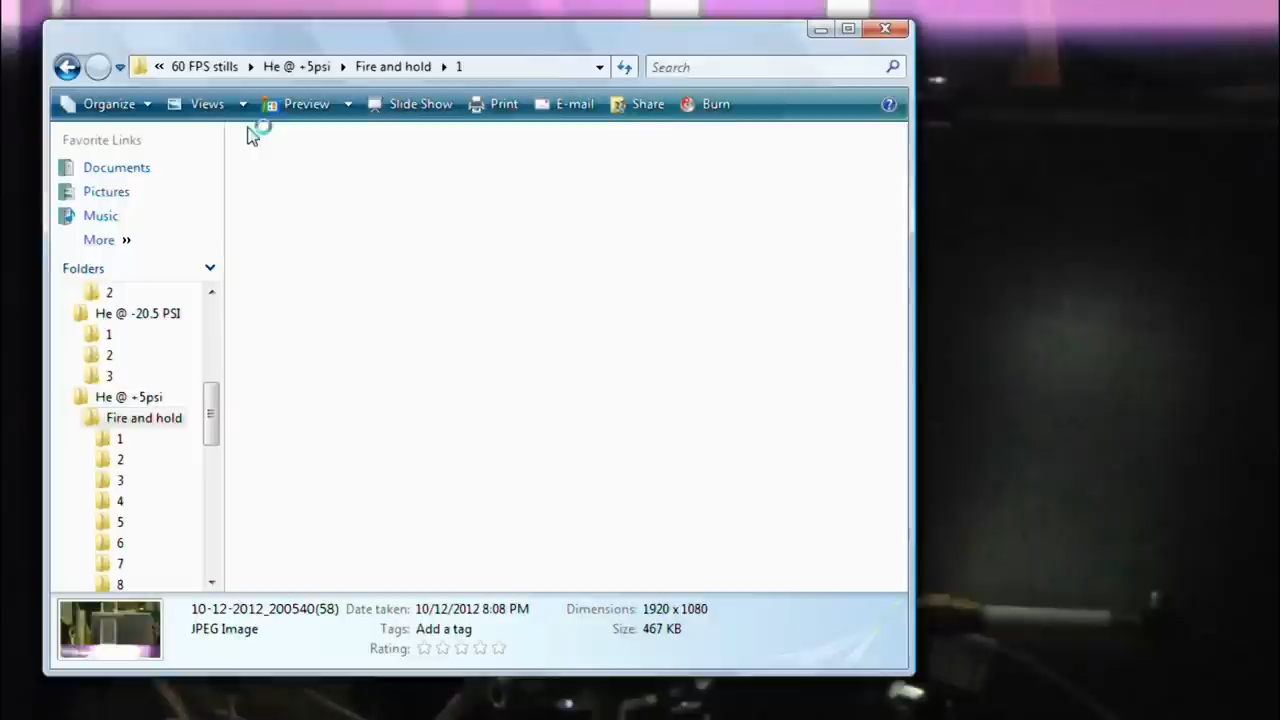 « 60 FPS stills He @ +5psi Fire and hold 1 Search
Organize Views Preview Slide Show Print E-mail Share Burn
Favorite Links
Documents
Pictures
Music
More »
Folders
2
He @ -20.5 PSI
1
2
3
He @ +5psi
Fire and hold
1
2
3
4
5
6
7
8
10-12-2012_200540(58) Date taken: 10/12/2012 8:08 PM Dimensions: 1920 x 1080
JPEG Image Tags: Add a tag Size: 467 KB
Rating: